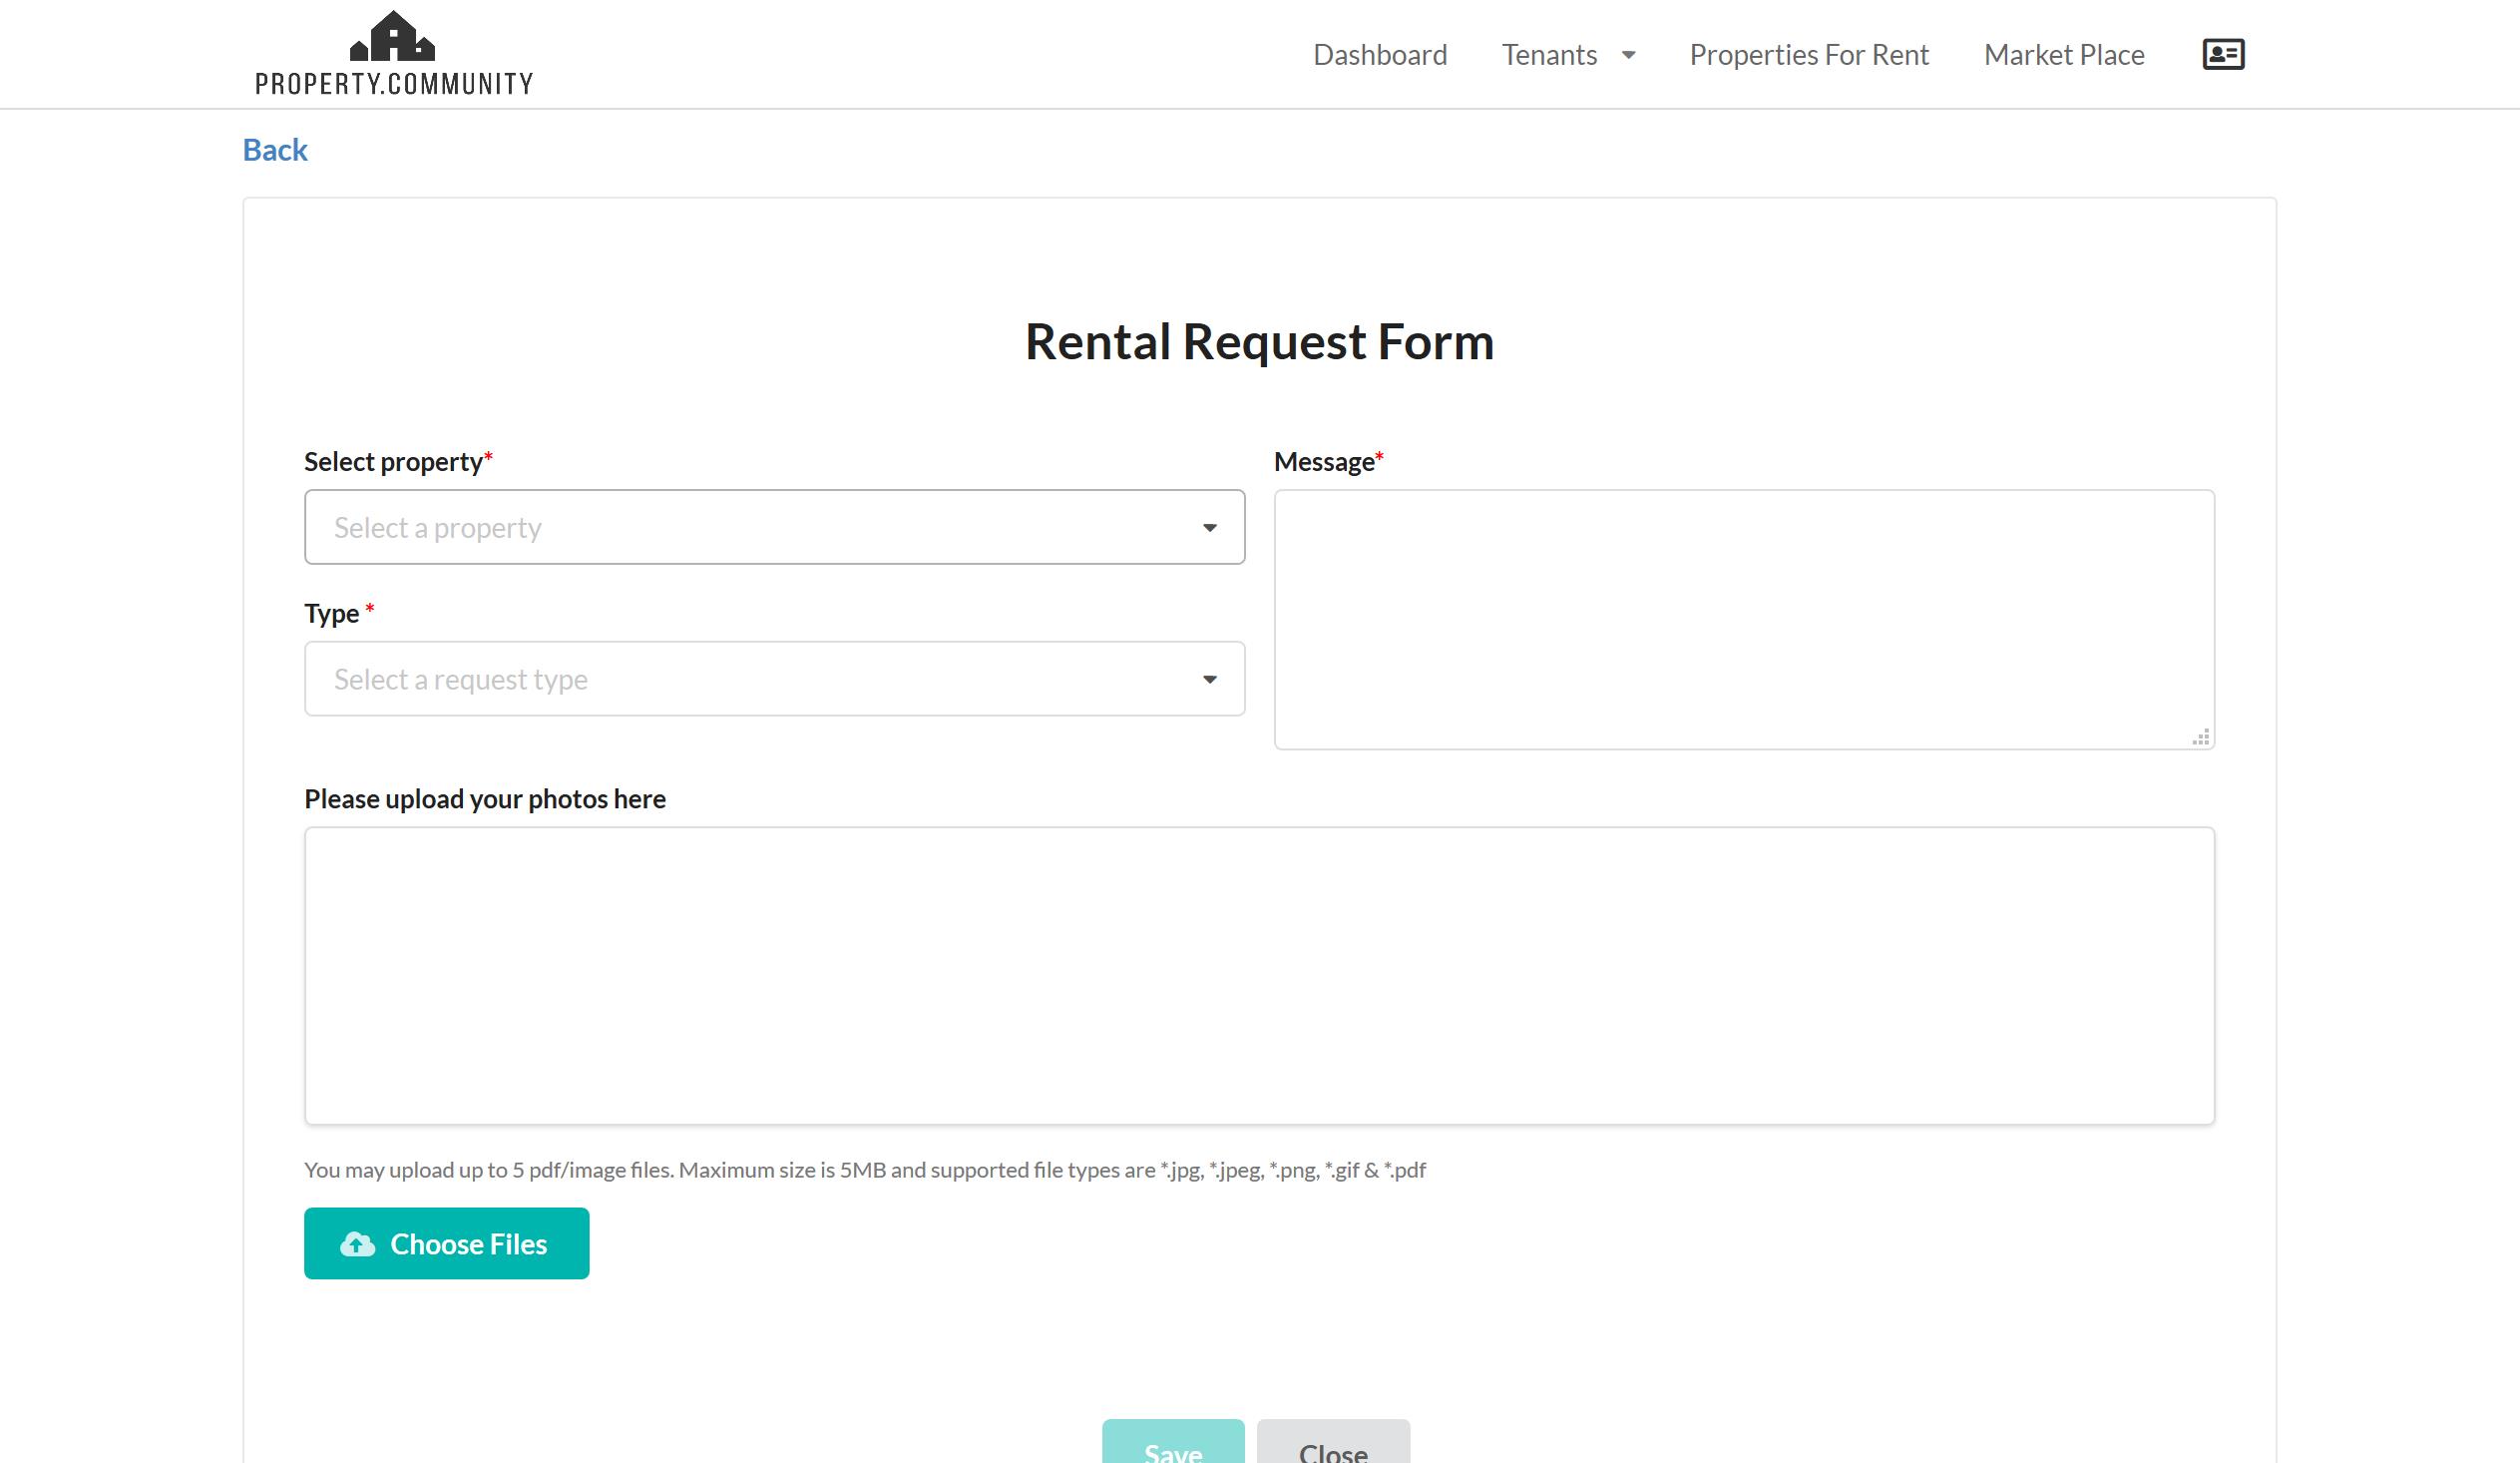 PROPERTY.COMMUNITY
Dashboard Tenants Properties For Rent Market Place
Back
Rental Request Form
Select property*
Select a property
Type *
Select a request type
Message*
Please upload your photos here
You may upload up to 5 pdf/image files. Maximum size is 5MB and supported file types are *.jpg, *.jpeg, *.png, *.gif & *.pdf
Choose Files
Save Close